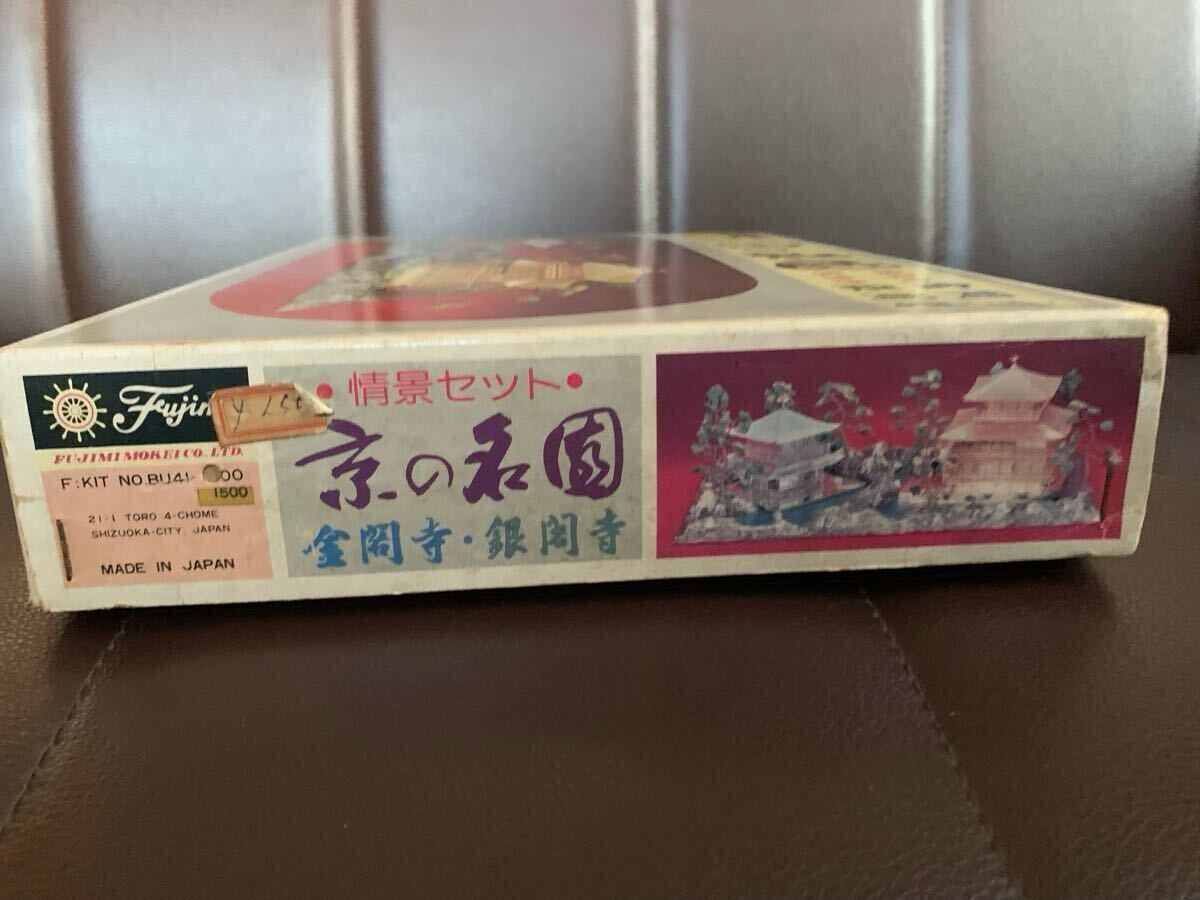 Fujimi
FUJIMI MOKEI CO., LTD.
F:KIT NO.BU41-
1500
21-1 TORO 4-CHOME
SHIZUOKA-CITY, JAPAN
MADE IN JAPAN
•情景セット•
京の名園
金閣寺・銀閣寺